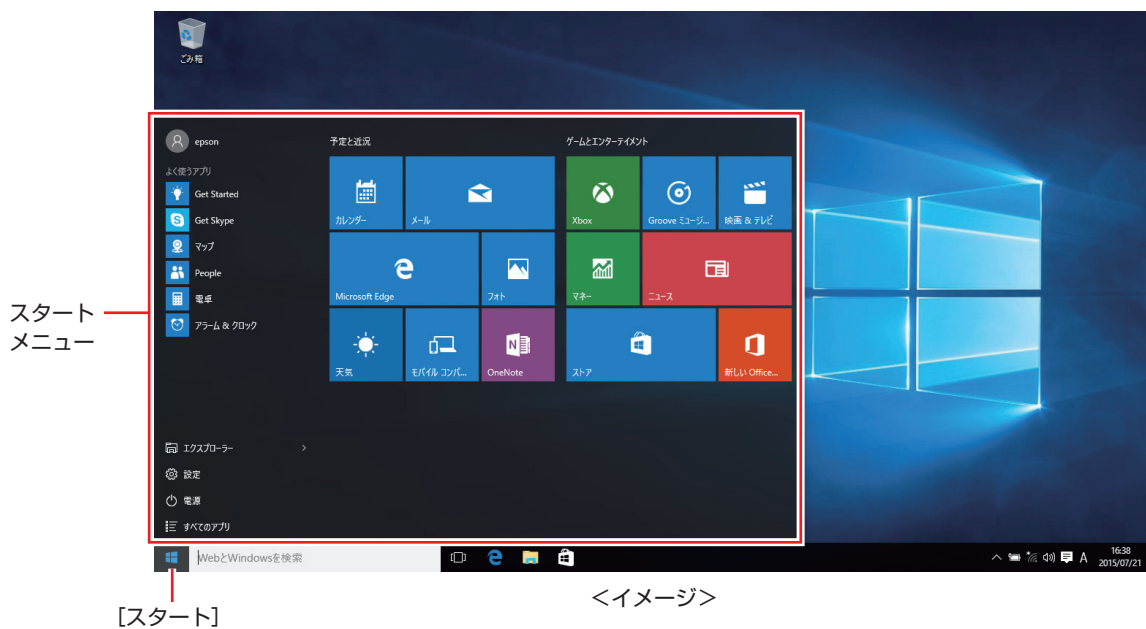 ごみ箱
epson
よく使うアプリ
Get Started
Get Skype
マップ
People
電卓
アラーム & クロック
エクスプローラー
設定
電源
すべてのアプリ
予定と近況
カレンダー
メール
Microsoft Edge
フォト
天気
モバイル コンパ...
OneNote
ゲームとエンターテイメント
Xbox
Groove ミュージ...
映画 & テレビ
マネー
ニュース
ストア
新しい Office...
スタート
メニュー
WebとWindowsを検索
A
16:38
2015/07/21
[スタート]
＜イメージ＞